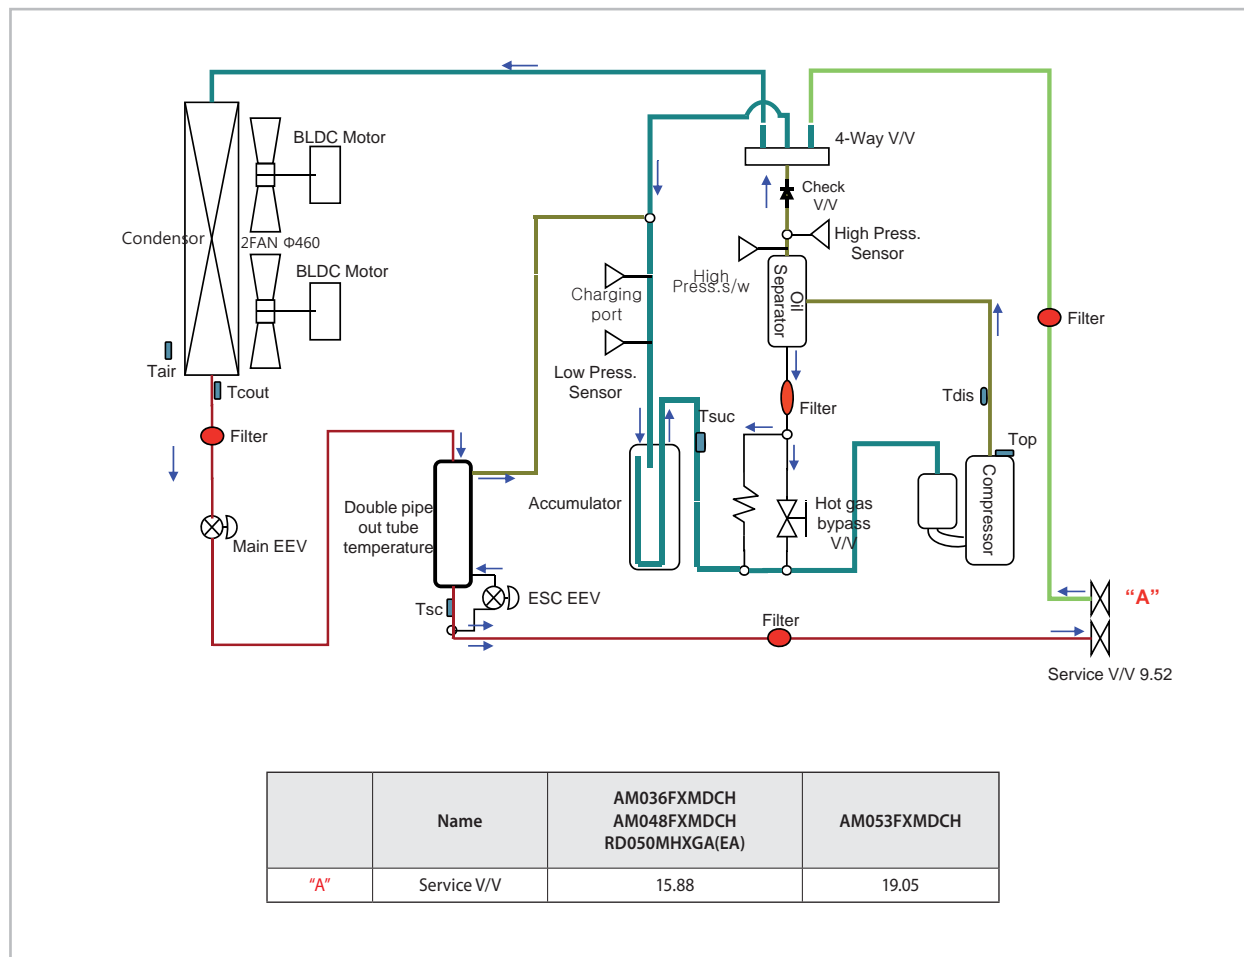 4-Way V/V
BLDC Motor
Check
V/V
Condensor
2FAN Φ460
High Press.
Sensor
High
Press.s/w
Oil
Separator
BLDC Motor
Charging
port
Filter
Tair
Tcout
Low Press.
Sensor
Tsuc
Filter
Tdis
Top
Filter
Double pipe
out tube
temperature
Accumulator
Hot gas
bypass
V/V
Compressor
Main EEV
Tsc
ESC EEV
"A"
Filter
Service V/V 9.52
Name
AM036FXMDCH
AM048FXMDCH
RD050MHXGA(EA)
AM053FXMDCH
"A"
Service V/V
15.88
19.05